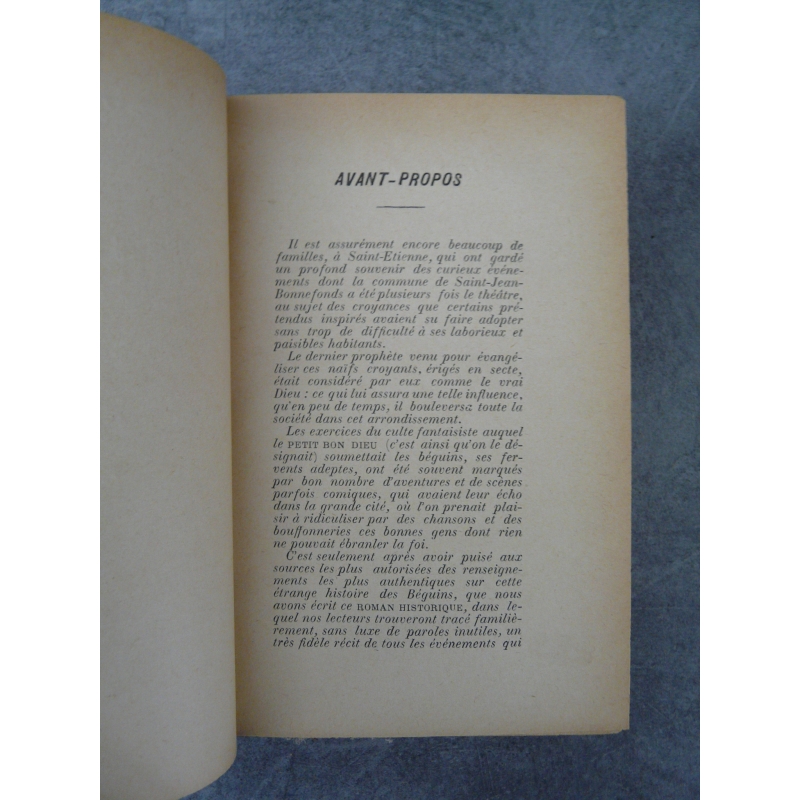 AVANT-PROPOS
Il est assurément encore beaucoup de
familles, à Saint-Etienne, qui ont gardé
un profond souvenir des curieux événe-
ments dont la commune de Saint-Jean-
Bonnefonds a été plusieurs fois le théâtre,
au sujet des croyances que certains pré-
tendus inspirés avaient su faire adopter
sans trop de difficulté à ses laborieux et
paisibles habitants.
Le dernier prophète venu pour évangé-
liser ces naïfs croyants, érigés en secte,
était considéré par eux comme le vrai
Dieu : ce qui lui assura une telle influence,
qu'en peu de temps, il bouleversa toute la
société dans cet arrondissement.
Les exercices du culte fantaisiste auquel
le PETIT BON DIEU (c'est ainsi qu'on le dé-
signait) soumettait les béguins, ses fer-
vents adeptes, ont été souvent marqués
par bon nombre d'aventures et de scènes
parfois comiques, qui avaient leur écho
dans la grande cité, où l'on prenait plai-
sir à ridiculiser par des chansons et des
bouffonneries ces bonnes gens dont rien
ne pouvait ébranler la foi.
C'est seulement après avoir puisé aux
sources les plus autorisées des renseigne-
ments les plus authentiques sur cette
étrange histoire des Béguins, que nous
avons écrit ce ROMAN HISTORIQUE, dans le-
quel nos lecteurs trouveront tracé familiè-
rement, sans luxe de paroles inutiles, un
très fidèle récit de tous les événements qui